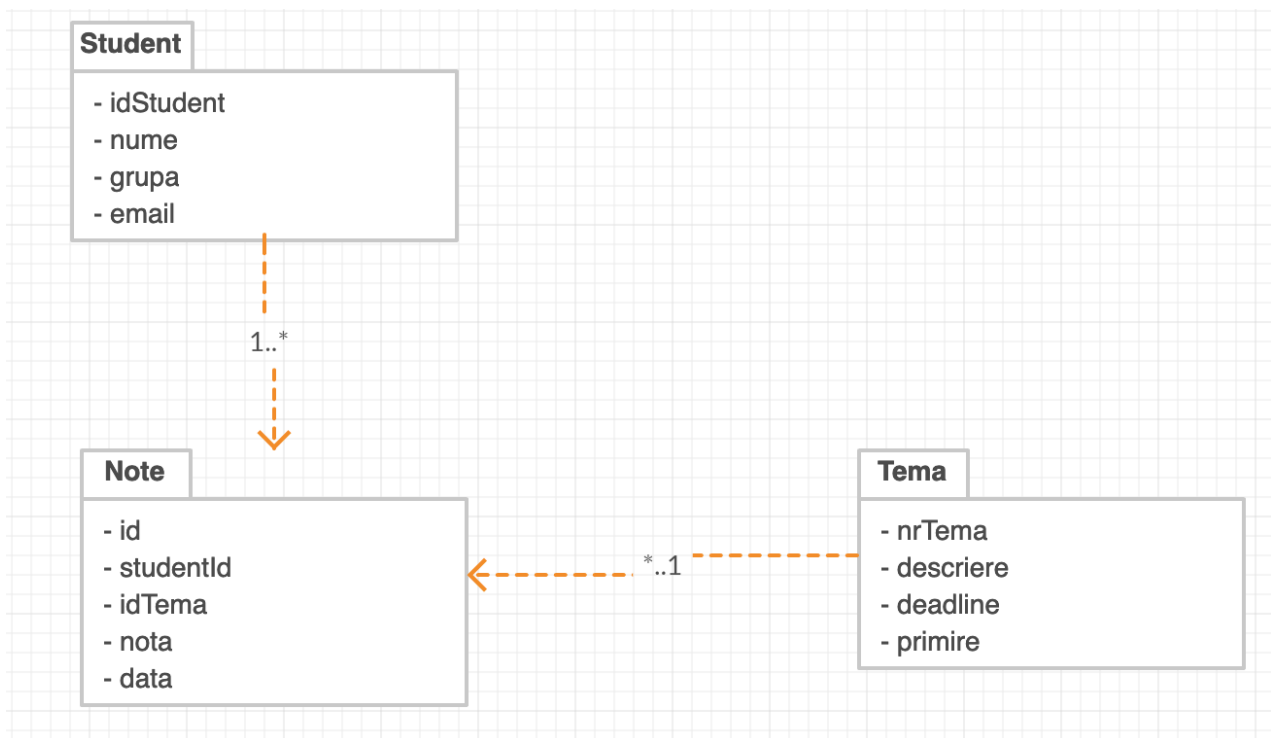 Student
- idStudent
- nume
- grupa
- email
1..*
Note
- id
- studentId
- idTema
- nota
- data
*..1
Tema
- nrTema
- descriere
- deadline
- primire